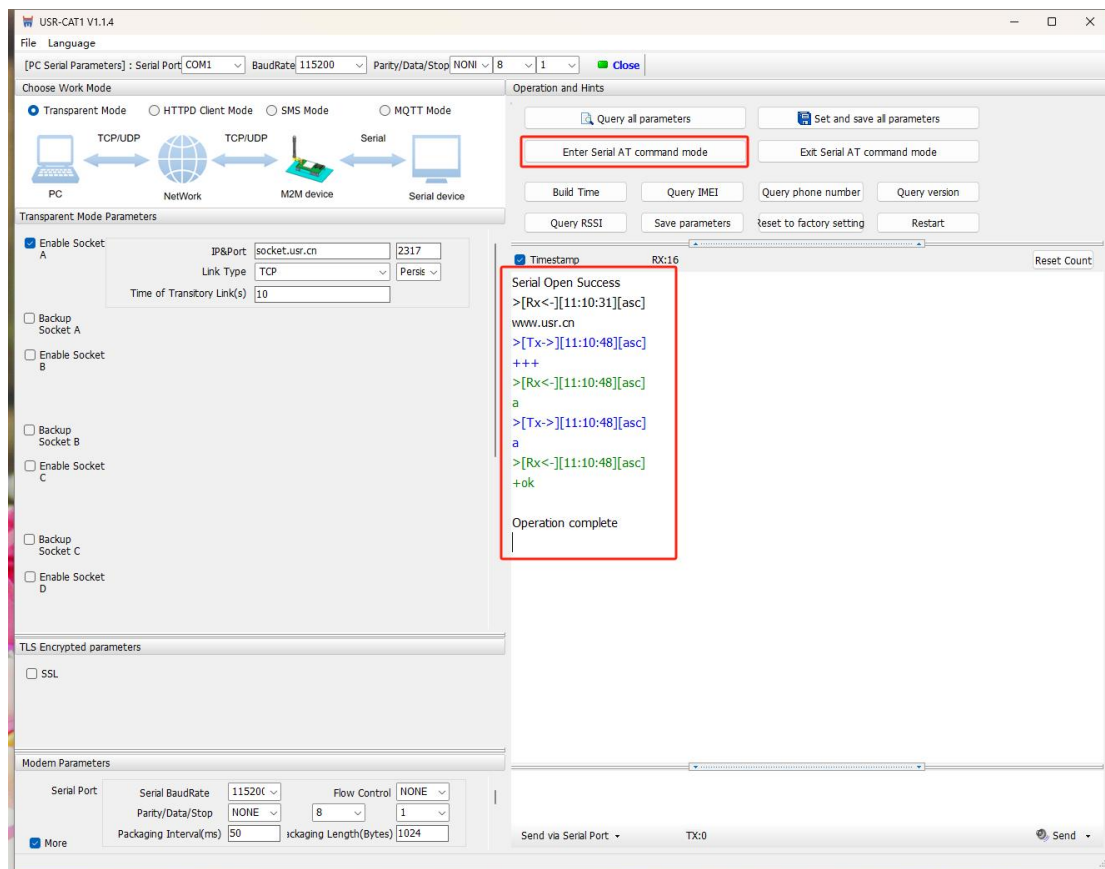 USR-CAT1 V1.1.4
File Language
[PC Serial Parameters] : Serial Port COM1 BaudRate 115200 Parity/Data/Stop NONI 8 1 Close
Choose Work Mode
Transparent Mode HTTPD Client Mode SMS Mode MQTT Mode
TCP/UDP TCP/UDP Serial
PC NetWork M2M device Serial device
Transparent Mode Parameters
Enable Socket
A
IP&Port socket.usr.cn 2317
Link Type TCP Persis
Time of Transitory Link(s) 10
Backup
Socket A
Enable Socket
B
Backup
Socket B
Enable Socket
C
Backup
Socket C
Enable Socket
D
TLS Encrypted parameters
SSL
Modem Parameters
Serial Port Serial BaudRate 11520( Flow Control NONE
Parity/Data/Stop NONE 8 1
Packaging Interval(ms) 50 ackaging Length(Bytes) 1024
More
Operation and Hints
Query all parameters Set and save all parameters
Enter Serial AT command mode Exit Serial AT command mode
Build Time Query IMEI Query phone number Query version
Query RSSI Save parameters Reset to factory setting Restart
Timestamp RX:16 Reset Count
Serial Open Success
>[Rx<-][11:10:31][asc]
www.usr.cn
>[Tx->][11:10:48][asc]
+++
>[Rx<-][11:10:48][asc]
a
>[Tx->][11:10:48][asc]
a
>[Rx<-][11:10:48][asc]
+ok
Operation complete
Send via Serial Port TX:0 Send